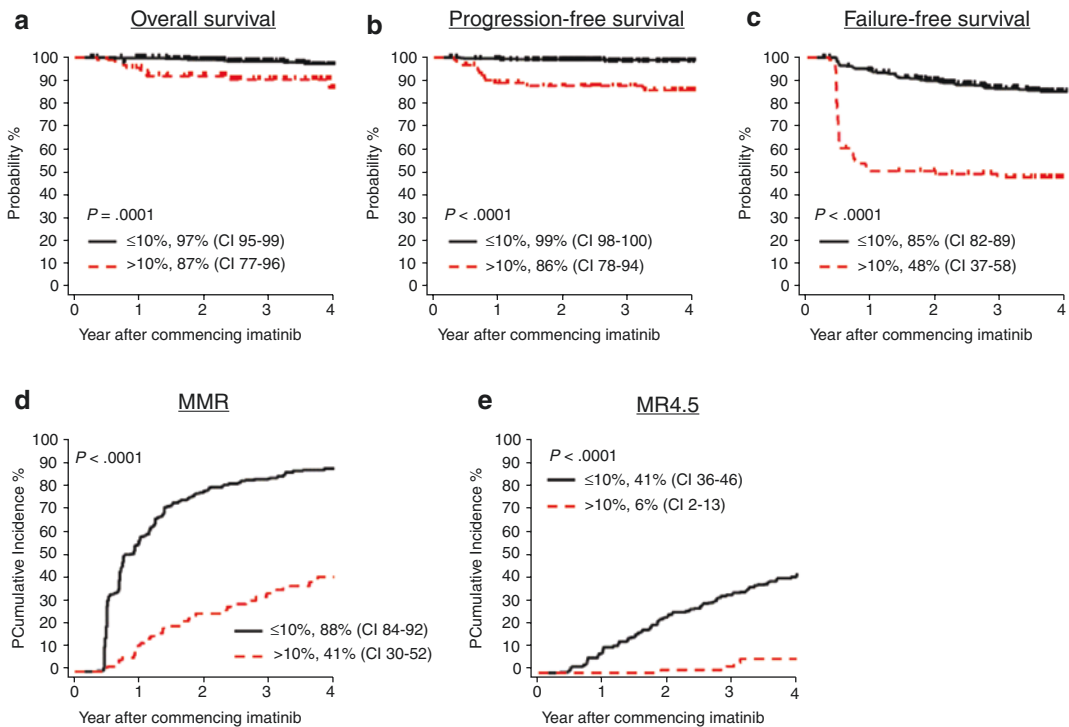 a
Overall survival
100
90
80
70
60
50
40
30
20
10
0
Probability %
P = .0001
≤10%, 97% (CI 95-99)
>10%, 87% (CI 77-96)
0 1 2 3 4
Year after commencing imatinib
b
Progression-free survival
100
90
80
70
60
50
40
30
20
10
0
Probability %
P < .0001
≤10%, 99% (CI 98-100)
>10%, 86% (CI 78-94)
0 1 2 3 4
Year after commencing imatinib
c
Failure-free survival
100
90
80
70
60
50
40
30
20
10
0
Probability %
P < .0001
≤10%, 85% (CI 82-89)
>10%, 48% (CI 37-58)
0 1 2 3 4
Year after commencing imatinib
d
MMR
100
90
80
70
60
50
40
30
20
10
0
PCumulative Incidence %
P < .0001
≤10%, 88% (CI 84-92)
>10%, 41% (CI 30-52)
0 1 2 3 4
Year after commencing imatinib
e
MR4.5
100
90
80
70
60
50
40
30
20
10
0
PCumulative Incidence %
P < .0001
≤10%, 41% (CI 36-46)
>10%, 6% (CI 2-13)
0 1 2 3 4
Year after commencing imatinib